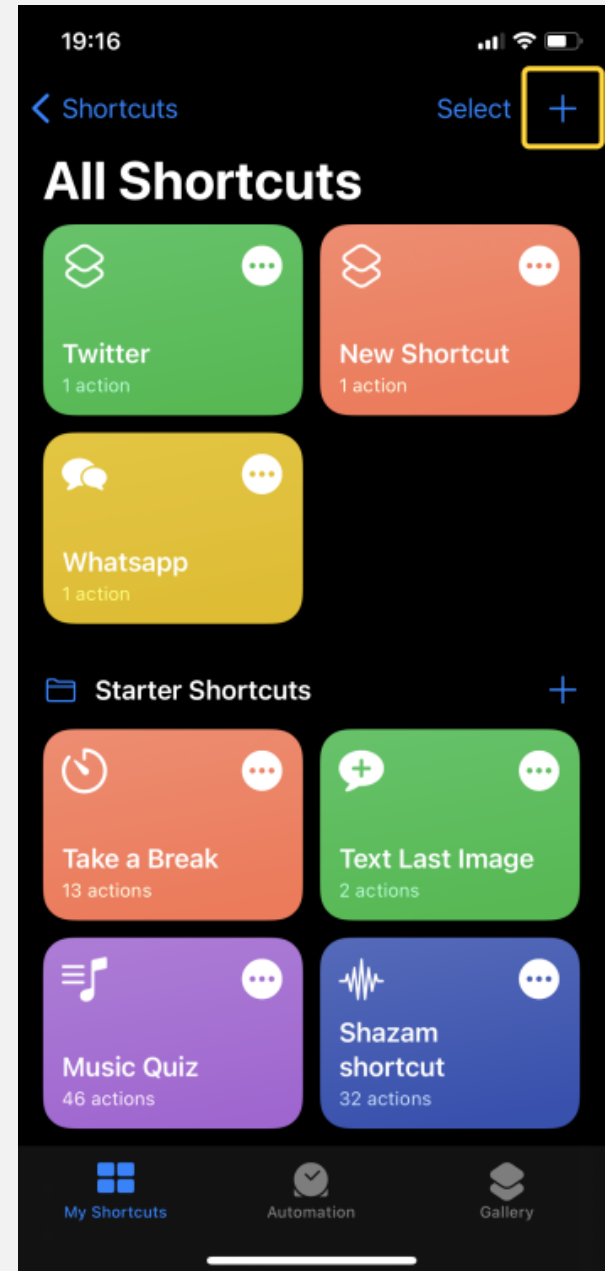 19:16
Shortcuts
Select
All Shortcuts
Twitter
1 action
New Shortcut
1 action
Whatsapp
1 action
Starter Shortcuts
Take a Break
13 actions
Text Last Image
2 actions
Music Quiz
46 actions
Shazam
shortcut
32 actions
My Shortcuts
Automation
Gallery